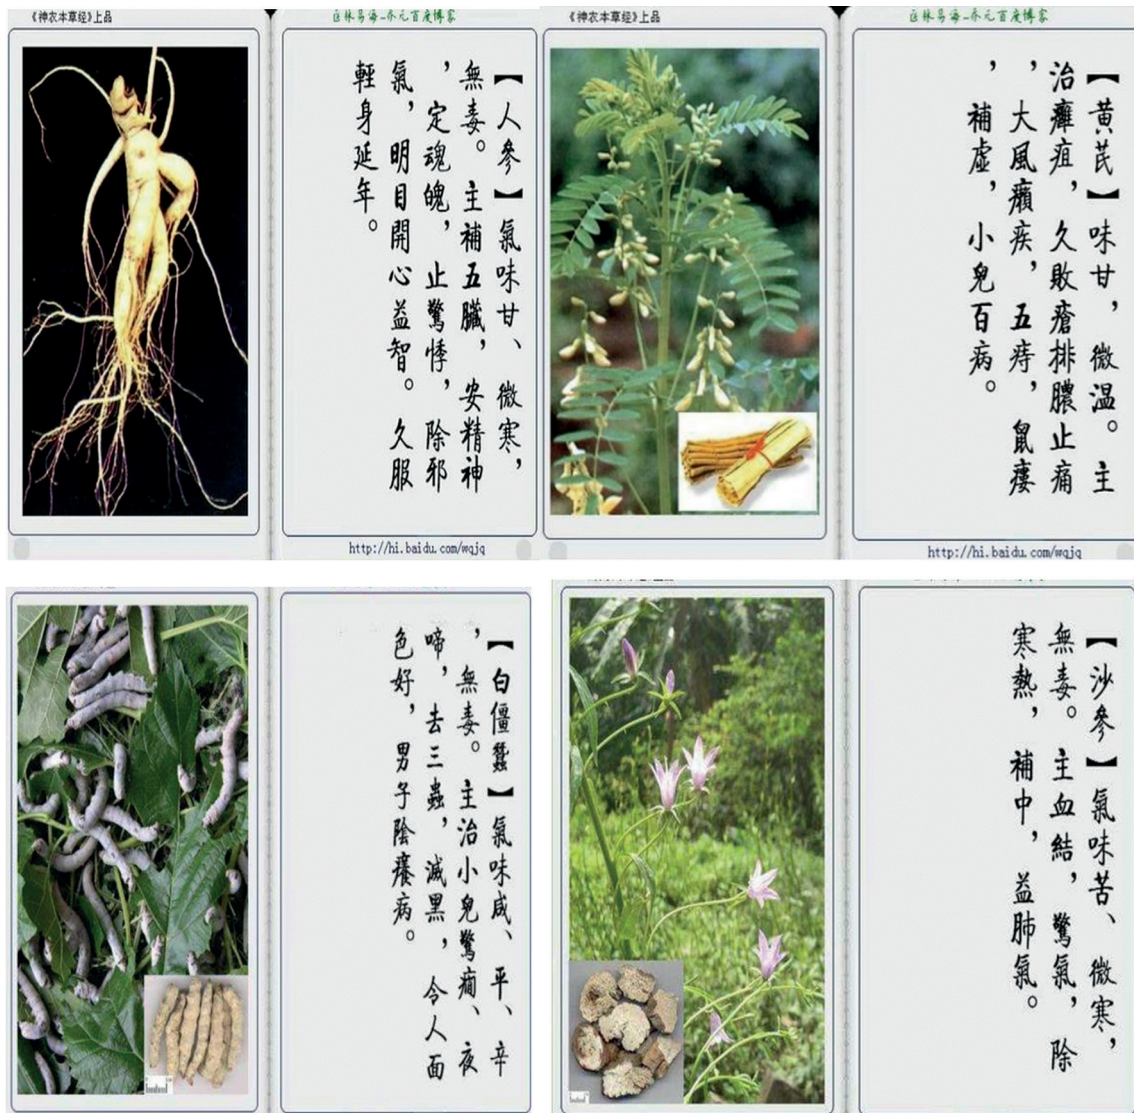 《神农本草经》上品
【人參】氣味甘、微寒，
無毒。主補五臟，安精神
，定魂魄，止驚悸，除邪
氣，明目開心益智。久服
輕身延年。
http://hi.baidu.com/wqjq
《神农本草经》上品
【黃芪】味甘，微温。主
治癰疽，久敗瘡排膿止痛
，大風癩疾，五痔，鼠瘻
，補虛，小兒百病。
http://hi.baidu.com/wqjq
【白僵蠶】氣味咸、平、辛
，無毒。主治小兒驚癇、夜
啼，去三蟲，滅黑，令人面
色好，男子陰癢病。
【沙參】氣味苦、微寒，
無毒。主血結，驚氣，除
寒熱，補中，益肺氣。